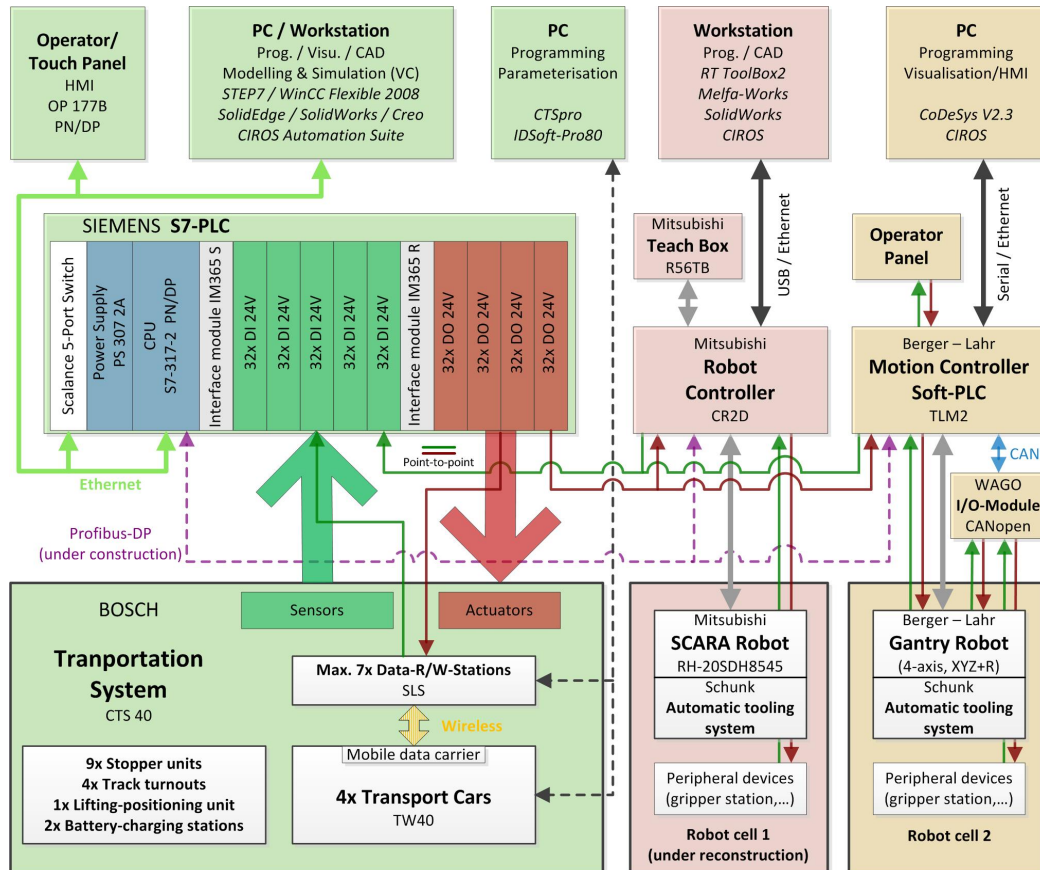 Operator/
Touch Panel
HMI
OP 177B
PN/DP
PC / Workstation
Prog. / Visu. / CAD
Modelling & Simulation (VC)
STEP7 / WinCC Flexible 2008
SolidEdge / SolidWorks / Creo
CIROS Automation Suite
PC
Programming
Parameterisation
CTSpro
IDSoft-Pro80
Workstation
Prog. / CAD
RT ToolBox2
Melfa-Works
SolidWorks
CIROS
PC
Programming
Visualisation/HMI
CoDeSys V2.3
CIROS
SIEMENS S7-PLC
Scalance 5-Port Switch
Power Supply
PS 307 2A
CPU
S7-317-2 PN/DP
Interface module IM365 S
32x DI 24V
32x DI 24V
32x DI 24V
32x DI 24V
32x DI 24V
Interface module IM365 R
32x DO 24V
32x DO 24V
32x DO 24V
32x DO 24V
Mitsubishi
Teach Box
R56TB
USB / Ethernet
Operator
Panel
Serial / Ethernet
Mitsubishi
Robot
Controller
CR2D
Berger – Lahr
Motion Controller
Soft-PLC
TLM2
Ethernet
Point-to-point
CAN
WAGO
I/O-Module
CANopen
Profibus-DP
(under construction)
BOSCH
Tranportation
System
CTS 40
Sensors
Actuators
Max. 7x Data-R/W-Stations
SLS
Wireless
Mobile data carrier
4x Transport Cars
TW40
9x Stopper units
4x Track turnouts
1x Lifting-positioning unit
2x Battery-charging stations
Mitsubishi
SCARA Robot
RH-20SDH8545
Schunk
Automatic tooling
system
Peripheral devices
(gripper station,...)
Robot cell 1
(under reconstruction)
Berger – Lahr
Gantry Robot
(4-axis, XYZ+R)
Schunk
Automatic tooling
system
Peripheral devices
(gripper station,...)
Robot cell 2